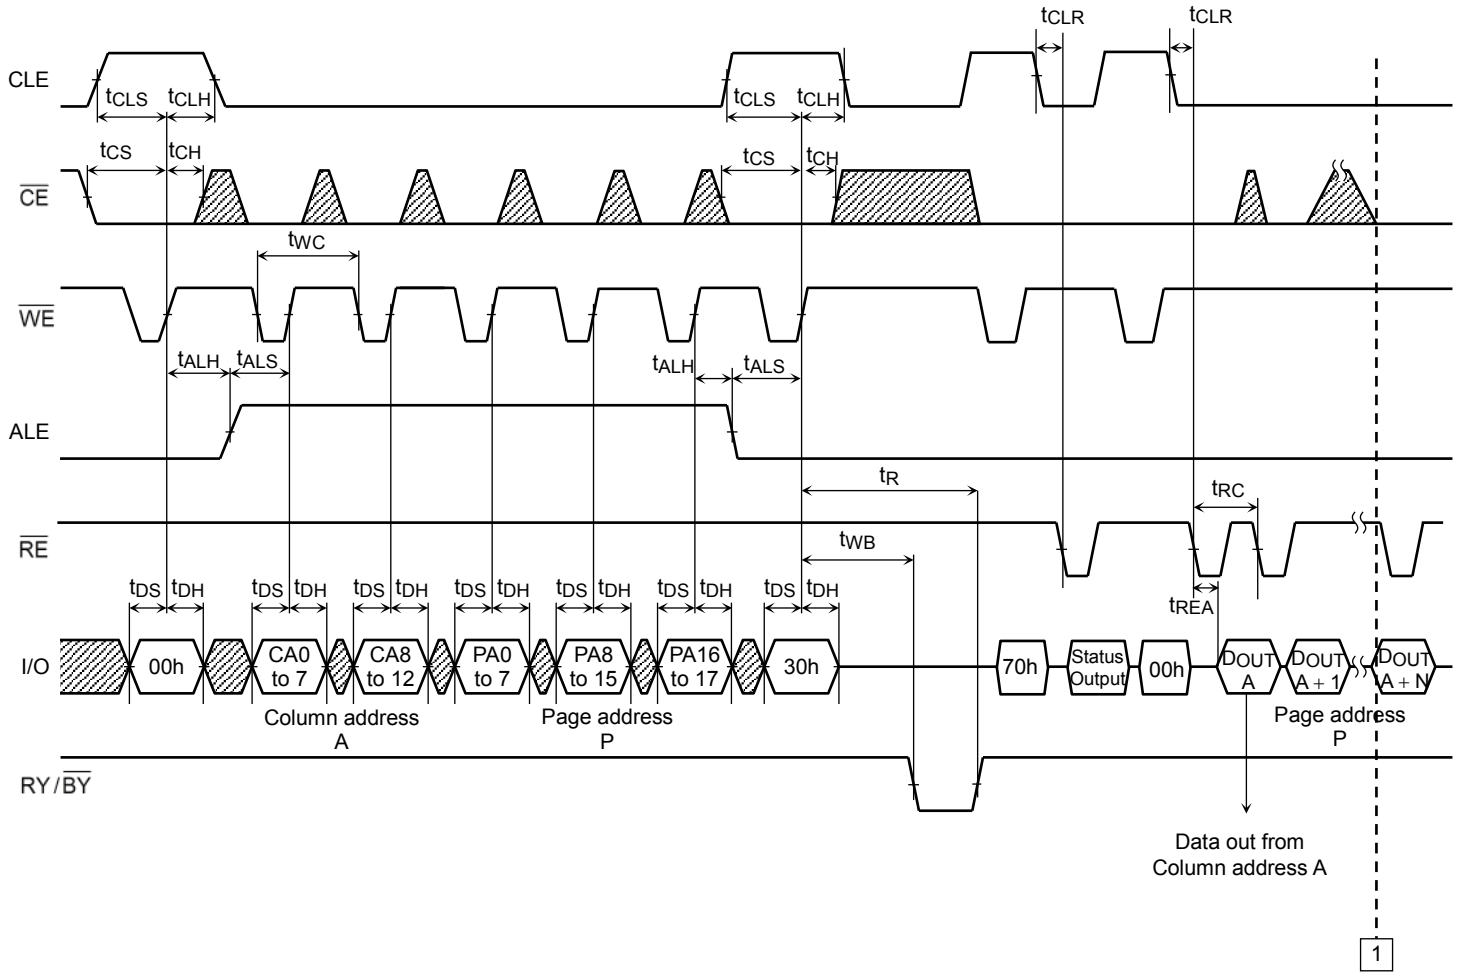 tCLR tCLR
CLE
tCLS tCLH tCLS tCLH
tCS tCH tCS tCH
CE
tWC
WE
tALH tALS tALH tALS
ALE
tR
tRC
RE
tWB
tDS tDH tDS tDH tDS tDH tDS tDH tDS tDH tDS tDH tDS tDH
tREA
I/O
00h
CA0
to 7
CA8
to 12
PA0
to 7
PA8
to 15
PA16
to 17
30h
70h
Status
Output
00h
DOUT
A
DOUT
A + 1
DOUT
A + N
Column address
A
Page address
P
Page address
P
RY/BY
Data out from
Column address A
1